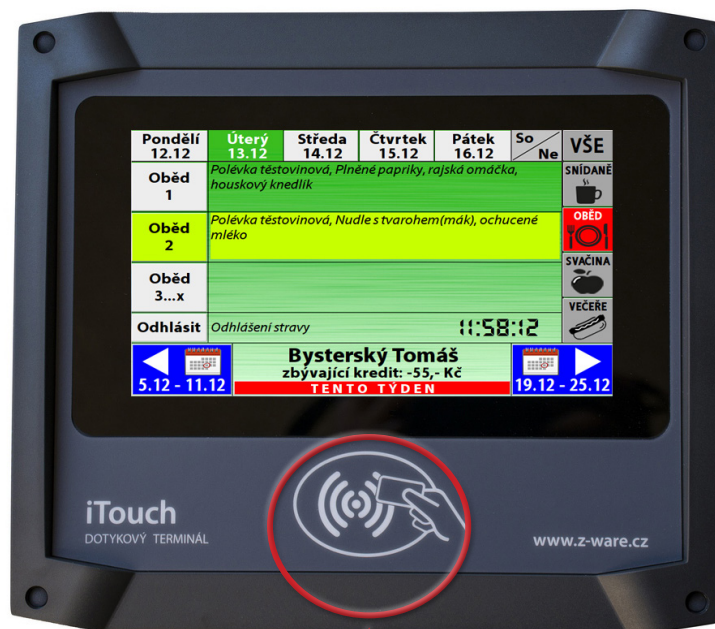 Pondělí Úterý Středa Čtvrtek Pátek So Ne VŠE
12.12 13.12 14.12 15.12 16.12
Oběd 1
Polévka těstovinová, Plněné papriky, rajská omáčka,
houskový knedlík
SNÍDANĚ
Oběd 2
Polévka těstovinová, Nudle s tvarohem(mák), ochucené
mléko
OBĚD
Oběd 3...x
SVAČINA
VEČEŘE
Odhlásit Odhlášení stravy 11:58:12
Bysterský Tomáš
zbývající kredit: -55,- Kč
5.12 - 11.12 TENTO TÝDEN 19.12 - 25.12
iTouch
DOTYKOVÝ TERMINÁL
www.z-ware.cz